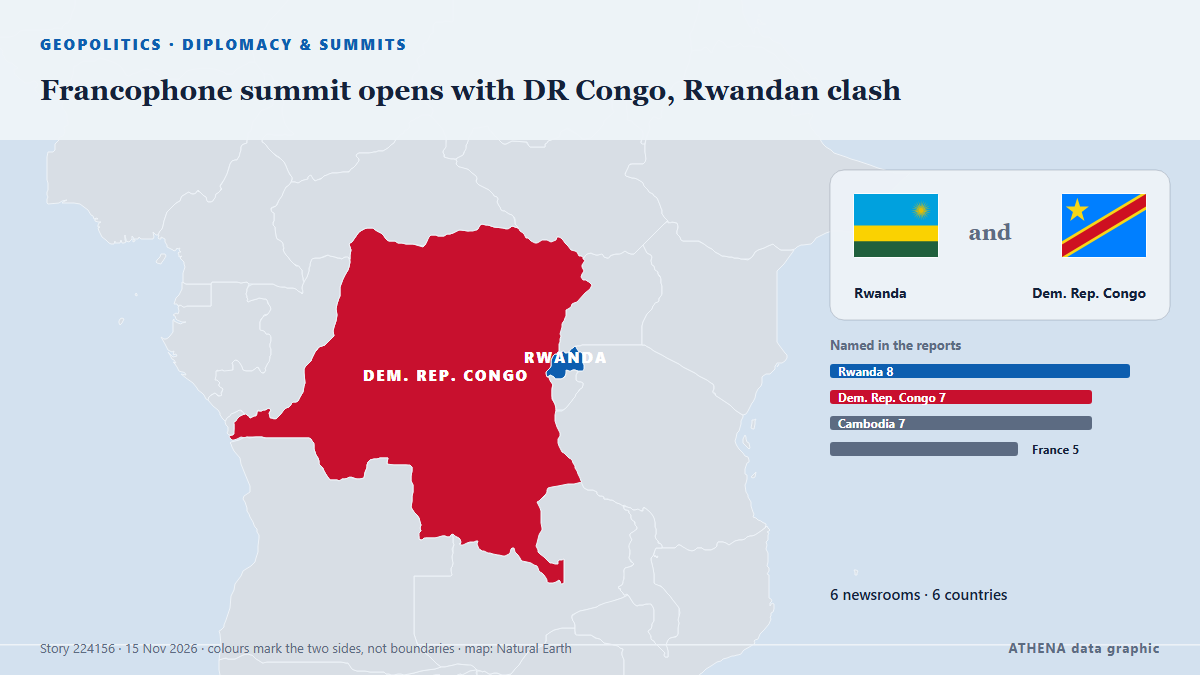 GEOPOLITICS · DIPLOMACY & SUMMITS
Francophone summit opens with DR Congo, Rwandan clash
and
Rwanda
Dem. Rep. Congo
Named in the reports
Rwanda 8
Dem. Rep. Congo 7
Cambodia 7
France 5
RWANDA
DEM. REP. CONGO
6 newsrooms · 6 countries
Story 224156 · 15 Nov 2026 · colours mark the two sides, not boundaries · map: Natural Earth
ATHENA data graphic